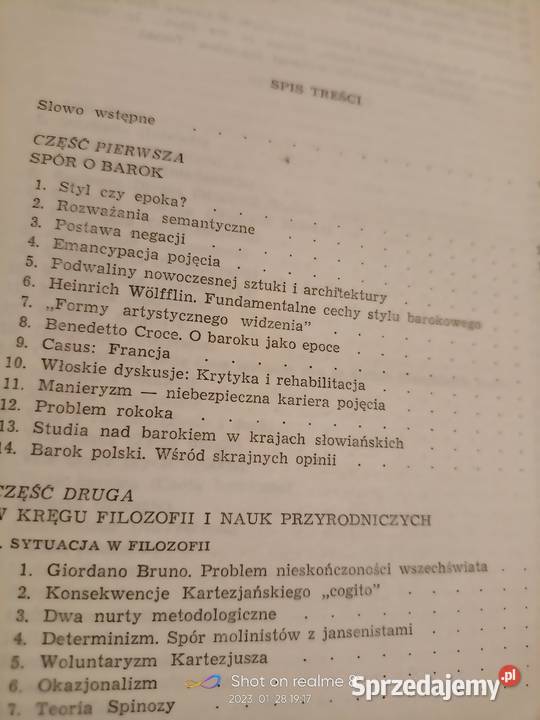 SPIS TREŚCI
Słowo wstępne
CZĘŚĆ PIERWSZA
SPÓR O BAROK
1. Styl czy epoka?
2. Rozważania semantyczne
3. Postawa negacji
4. Emancypacja pojęcia
5. Podwaliny nowoczesnej sztuki i architektury
6. Heinrich Wölfflin. Fundamentalne cechy stylu barokowego
7. „Formy artystycznego widzenia”
8. Benedetto Croce. O baroku jako epoce
9. Casus: Francja
10. Włoskie dyskusje: Krytyka i rehabilitacja
11. Manieryzm — niebezpieczna kariera pojęcia
12. Problem rokoka
13. Studia nad barokiem w krajach słowiańskich
14. Barok polski. Wśród skrajnych opinii
CZĘŚĆ DRUGA
W KRĘGU FILOZOFII I NAUK PRZYRODNICZYCH
. SYTUACJA W FILOZOFII
1. Giordano Bruno. Problem nieskończoności wszechświata
2. Konsekwencje Kartezjańskiego „cogito”
3. Dwa nurty metodologiczne
4. Determinizm. Spór molinistów z jansenistami
5. Woluntaryzm Kartezjusza
6. Okazjonalizm
7. Teoria Spinozy
Shot on realme 8
2023.01.28 19:17
Sprzedajemy.pl